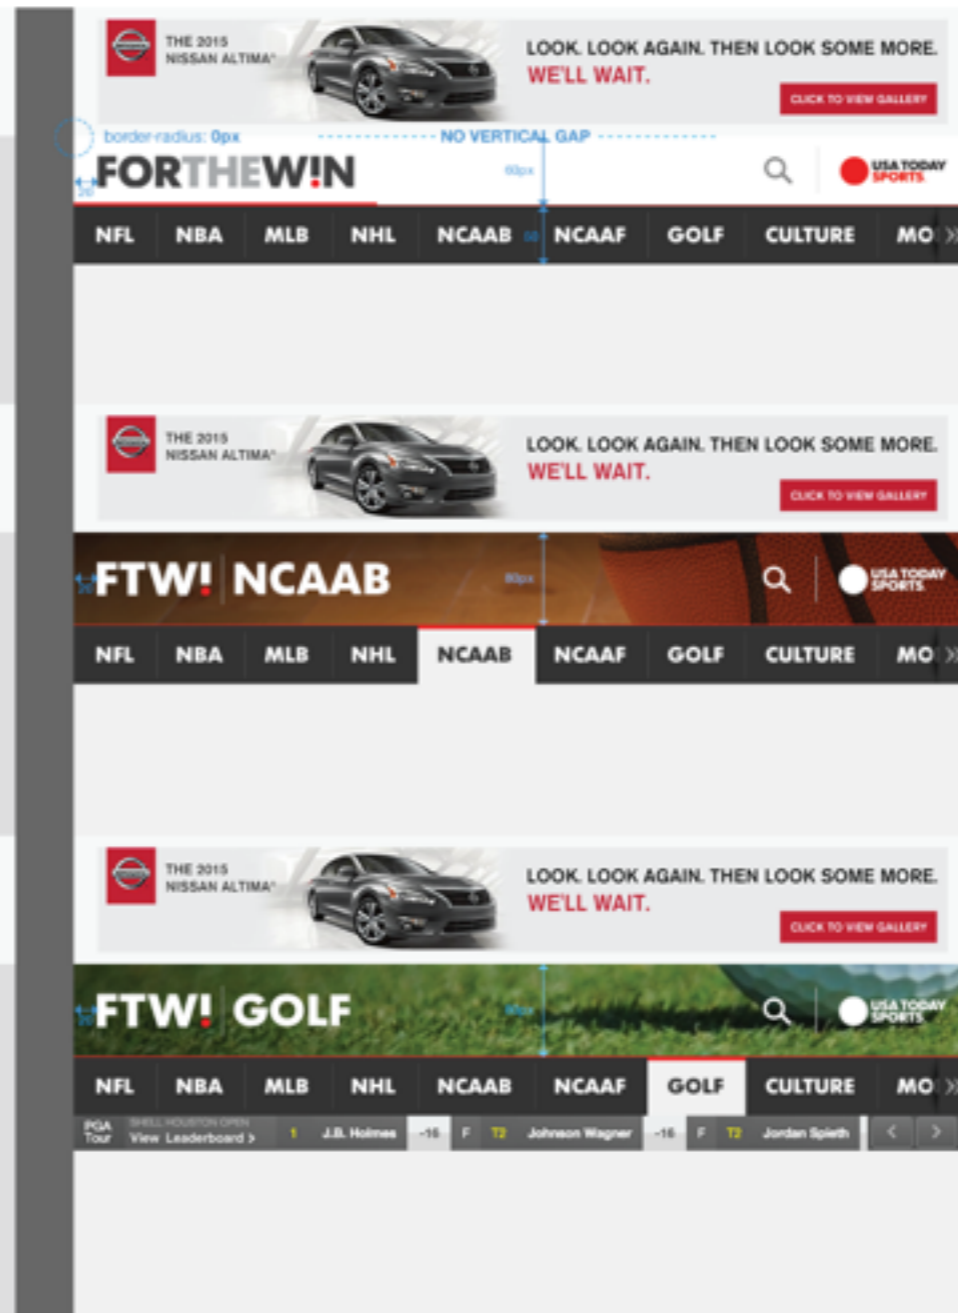 THE 2015
NISSAN ALTIMA®
LOOK. LOOK AGAIN. THEN LOOK SOME MORE.
WE'LL WAIT.
CLICK TO VIEW GALLERY
border-radius: 0px
NO VERTICAL GAP
FORTHEW!N
60px
USA TODAY
SPORTS
20
NFL NBA MLB NHL NCAAB NCAAF GOLF CULTURE MO »
THE 2015
NISSAN ALTIMA®
LOOK. LOOK AGAIN. THEN LOOK SOME MORE.
WE'LL WAIT.
CLICK TO VIEW GALLERY
FTW! NCAAB
USA TODAY
SPORTS
NFL NBA MLB NHL NCAAB NCAAF GOLF CULTURE MO »
THE 2015
NISSAN ALTIMA®
LOOK. LOOK AGAIN. THEN LOOK SOME MORE.
WE'LL WAIT.
CLICK TO VIEW GALLERY
FTW! GOLF
USA TODAY
SPORTS
NFL NBA MLB NHL NCAAB NCAAF GOLF CULTURE MO »
PGA
Tour
SHELL HOUSTON OPEN
View Leaderboard >
1 J.B. Holmes -16 F T2 Johnson Wagner -16 F T2 Jordan Spieth < >